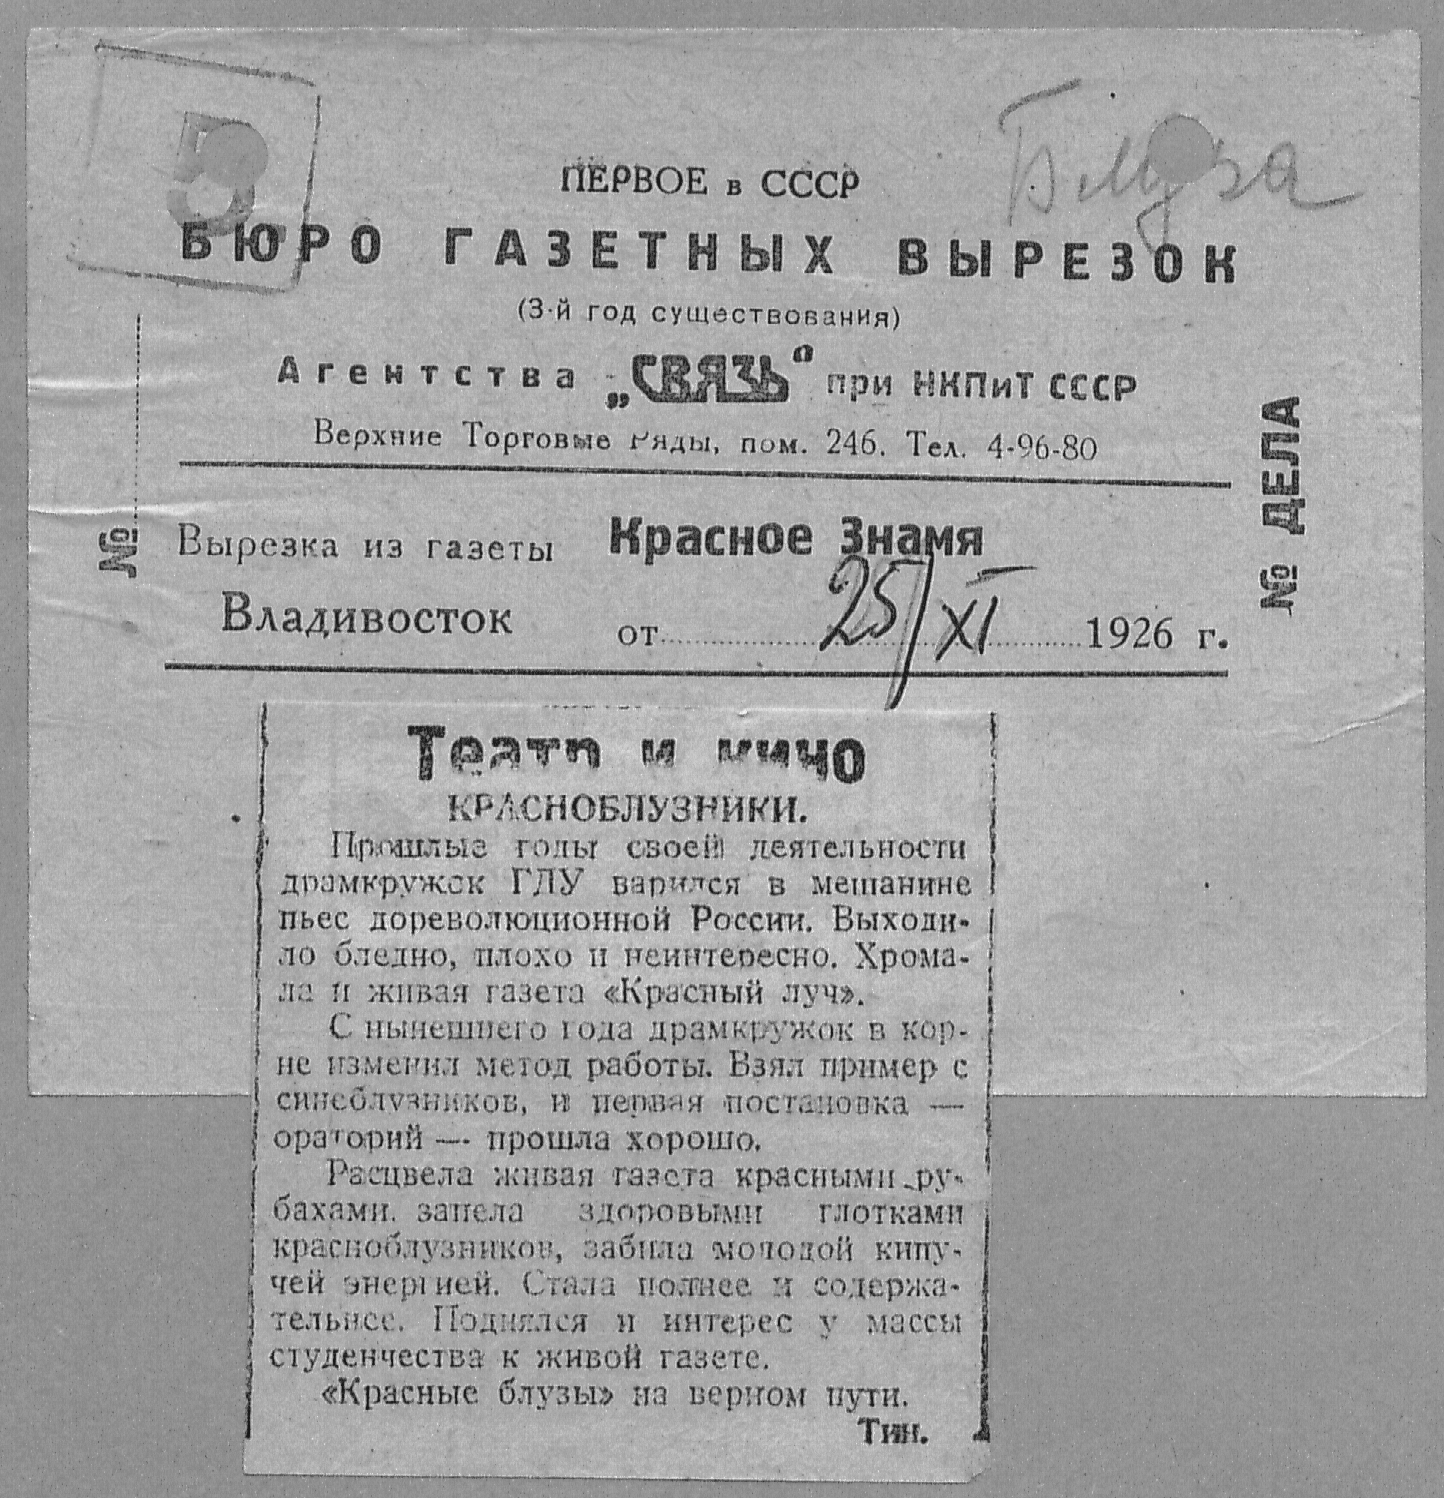 5
Блуза
ПЕРВОЕ в СССР
БЮРО ГАЗЕТНЫХ ВЫРЕЗОК
(3-й год существования)
Агентства „СВЯЗЬ“ при НКПиТ СССР
Верхние Торговые Ряды, пом. 246. Тел. 4-96-80
№
№ ДЕЛА
Вырезка из газеты Красное Знамя
Владивосток от 25/XI 1926 г.
Театр и кино
КРАСНОБЛУЗНИКИ.
Прошлые годы своей деятельности
драмкружок ГДУ варился в мешанине
пьес дореволюционной России. Выходи-
ло бледно, плохо и неинтересно. Хрома-
ла и живая газета «Красный луч».
С нынешнего года драмкружок в кор-
не изменил метод работы. Взял пример с
синеблузников, и первая постановка —
ораторий — прошла хорошо.
Расцвела живая газета красными ру-
бахами, запела здоровыми глотками
красноблузников, забила молодой кипу-
чей энергией. Стала полнее и содержа-
тельнее. Поднялся и интерес у массы
студенчества к живой газете.
«Красные блузы» на верном пути.
Тин.